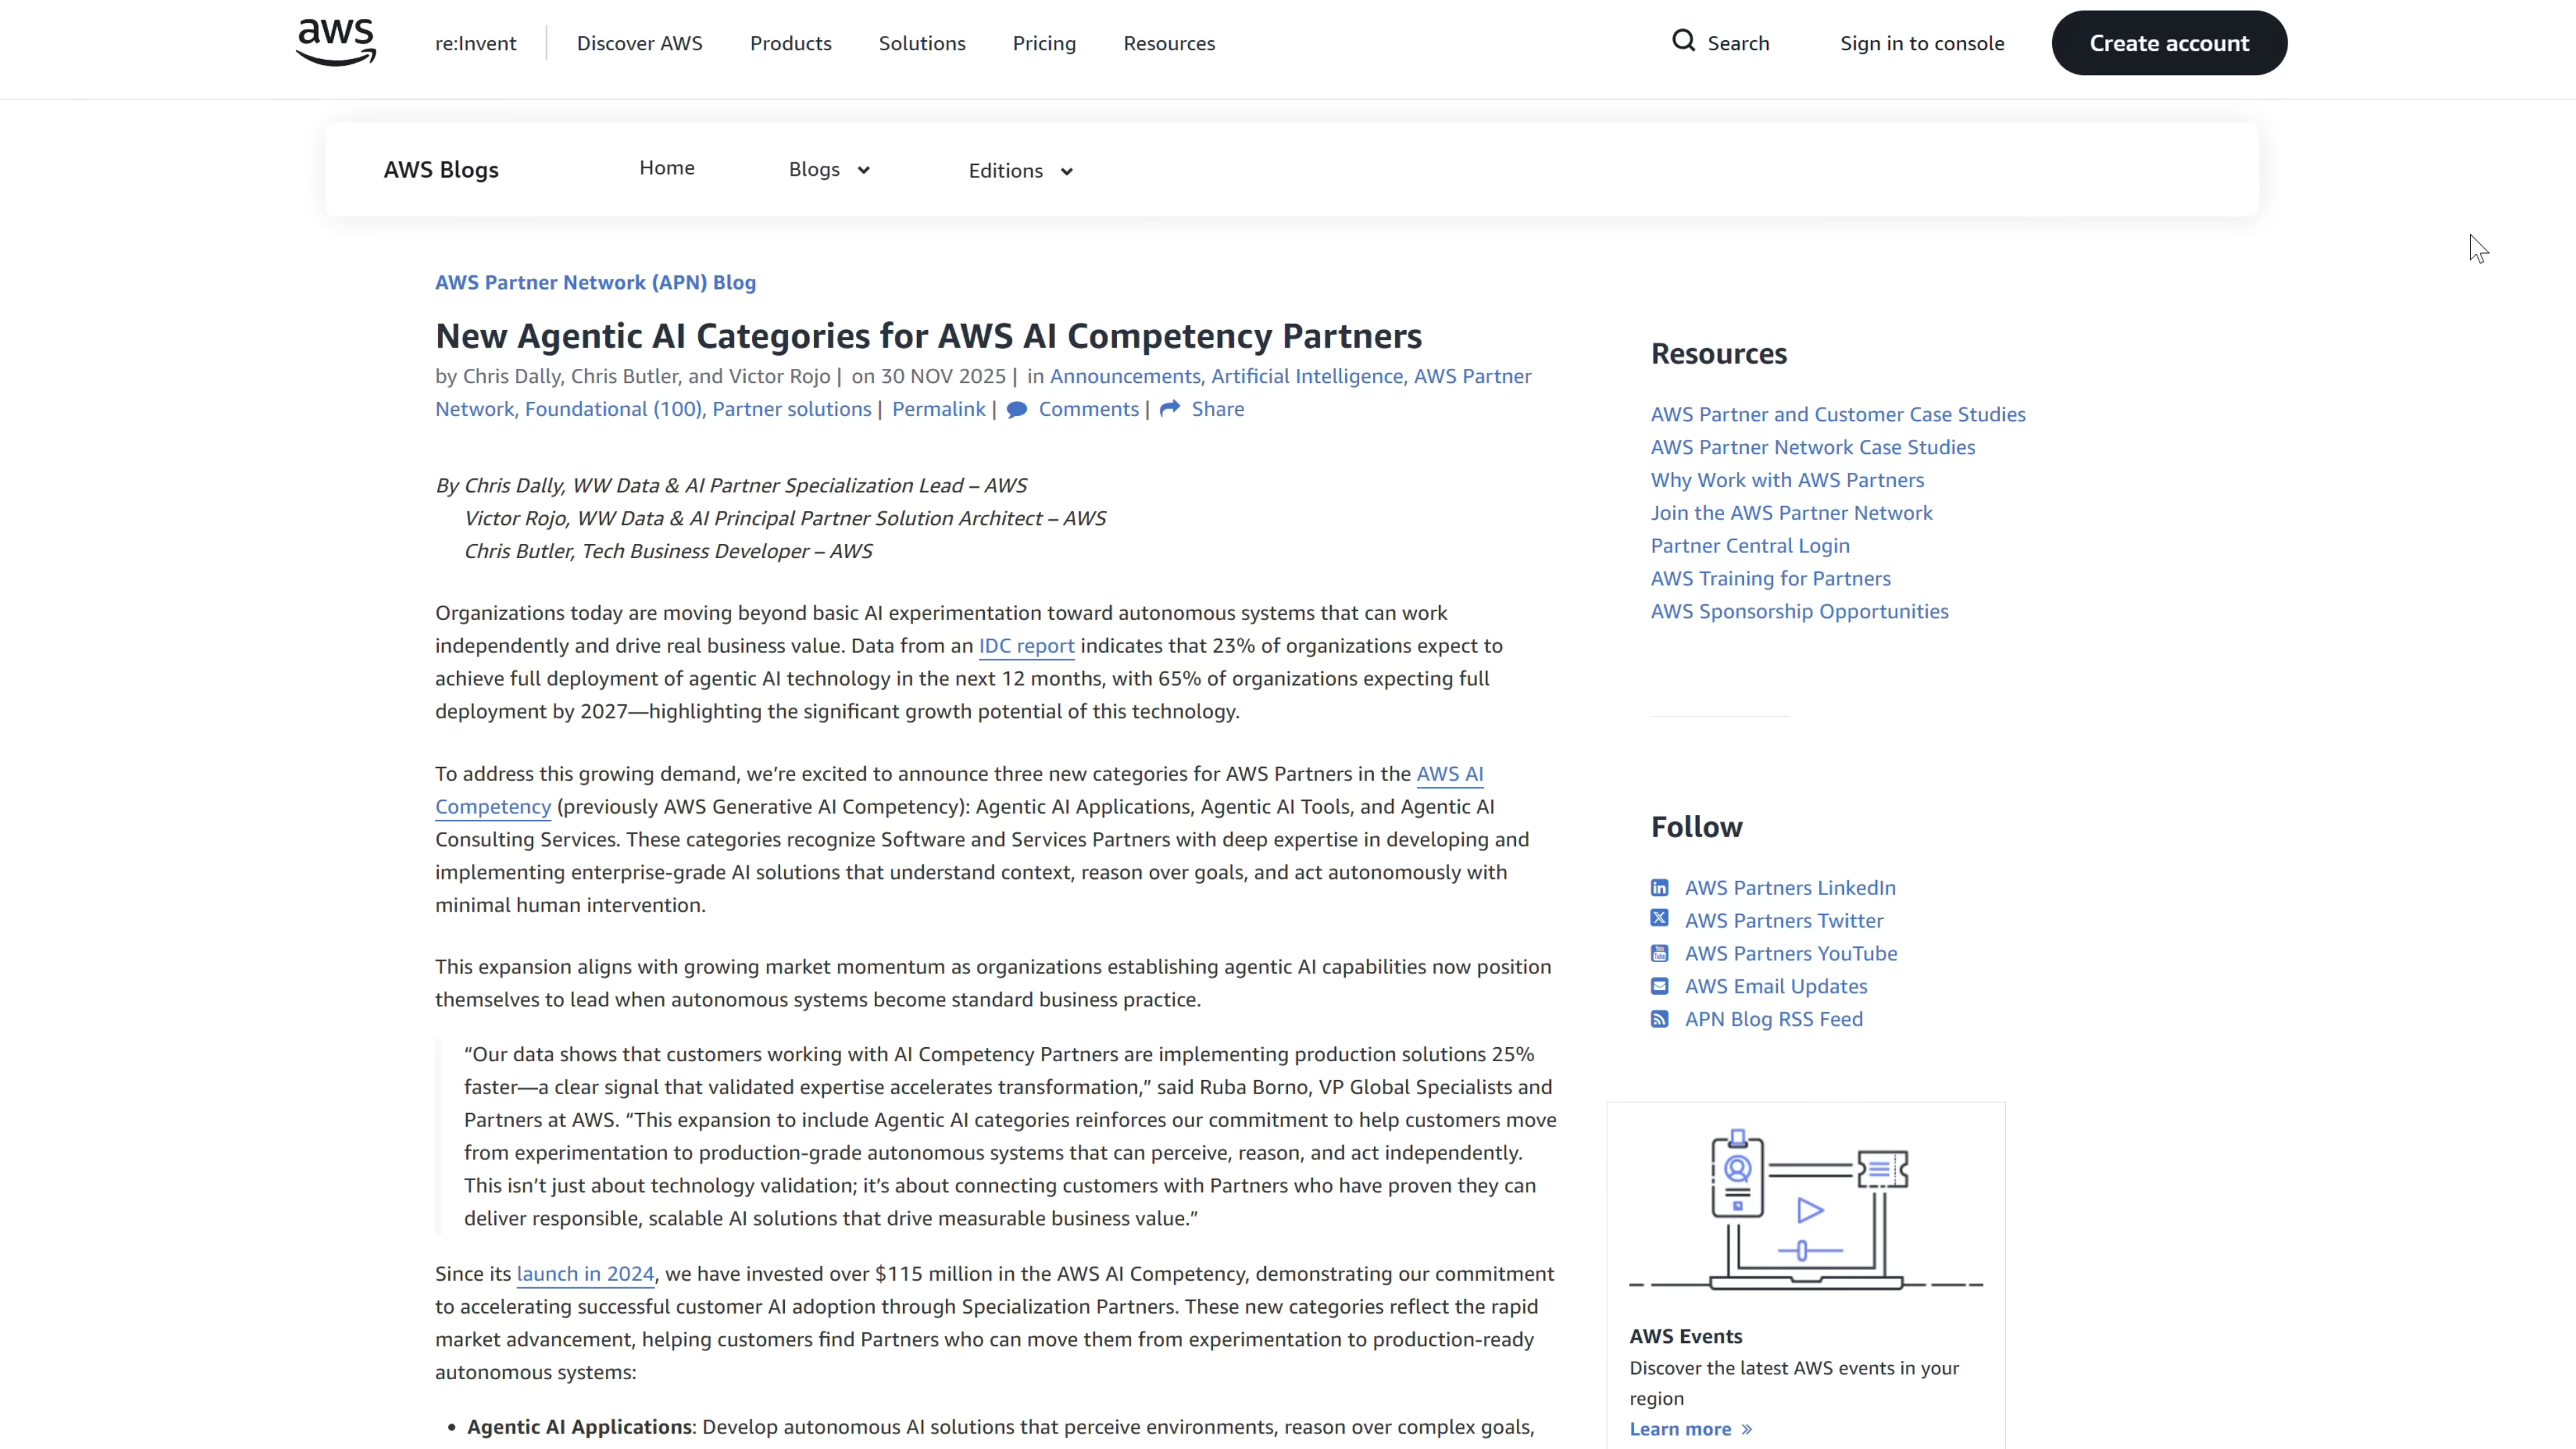 aws
re:Invent
Discover AWS
Products
Solutions
Pricing
Resources
Search
Sign in to console
Create account
AWS Blogs
Home
Blogs
Editions
AWS Partner Network (APN) Blog
New Agentic AI Categories for AWS AI Competency Partners
by Chris Dally, Chris Butler, and Victor Rojo | on 30 NOV 2025 | in Announcements, Artificial Intelligence, AWS Partner
Network, Foundational (100), Partner solutions | Permalink | Comments | Share
By Chris Dally, WW Data & AI Partner Specialization Lead – AWS
Victor Rojo, WW Data & AI Principal Partner Solution Architect – AWS
Chris Butler, Tech Business Developer – AWS
Organizations today are moving beyond basic AI experimentation toward autonomous systems that can work
independently and drive real business value. Data from an IDC report indicates that 23% of organizations expect to
achieve full deployment of agentic AI technology in the next 12 months, with 65% of organizations expecting full
deployment by 2027—highlighting the significant growth potential of this technology.
To address this growing demand, we’re excited to announce three new categories for AWS Partners in the AWS AI
Competency (previously AWS Generative AI Competency): Agentic AI Applications, Agentic AI Tools, and Agentic AI
Consulting Services. These categories recognize Software and Services Partners with deep expertise in developing and
implementing enterprise-grade AI solutions that understand context, reason over goals, and act autonomously with
minimal human intervention.
This expansion aligns with growing market momentum as organizations establishing agentic AI capabilities now position
themselves to lead when autonomous systems become standard business practice.
“Our data shows that customers working with AI Competency Partners are implementing production solutions 25%
faster—a clear signal that validated expertise accelerates transformation,” said Ruba Borno, VP Global Specialists and
Partners at AWS. “This expansion to include Agentic AI categories reinforces our commitment to help customers move
from experimentation to production-grade autonomous systems that can perceive, reason, and act independently.
This isn’t just about technology validation; it’s about connecting customers with Partners who have proven they can
deliver responsible, scalable AI solutions that drive measurable business value.”
Since its launch in 2024, we have invested over $115 million in the AWS AI Competency, demonstrating our commitment
to accelerating successful customer AI adoption through Specialization Partners. These new categories reflect the rapid
market advancement, helping customers find Partners who can move them from experimentation to production-ready
autonomous systems:
• Agentic AI Applications: Develop autonomous AI solutions that perceive environments, reason over complex goals,
Resources
AWS Partner and Customer Case Studies
AWS Partner Network Case Studies
Why Work with AWS Partners
Join the AWS Partner Network
Partner Central Login
AWS Training for Partners
AWS Sponsorship Opportunities
Follow
AWS Partners LinkedIn
AWS Partners Twitter
AWS Partners YouTube
AWS Email Updates
APN Blog RSS Feed
AWS Events
Discover the latest AWS events in your
region
Learn more »